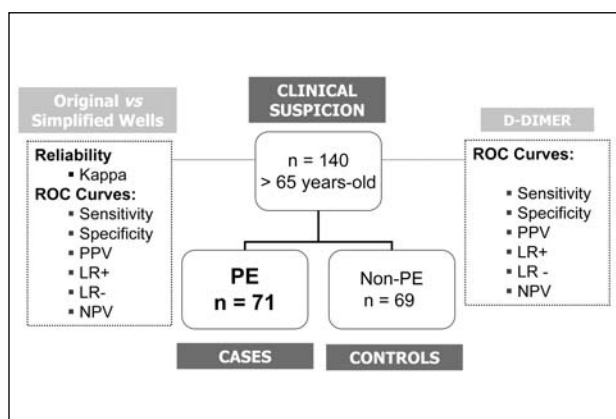 Original vs
Simplified Wells
Reliability
▪ Kappa
ROC Curves:
▪ Sensitivity
▪ Specificity
▪ PPV
▪ LR+
▪ LR-
▪ NPV
CLINICAL
SUSPICION
n = 140
> 65 years-old
PE
n = 71
Non-PE
n = 69
CASES
CONTROLS
D-DIMER
ROC Curves:
▪ Sensitivity
▪ Specificity
▪ PPV
▪ LR+
▪ LR -
▪ NPV